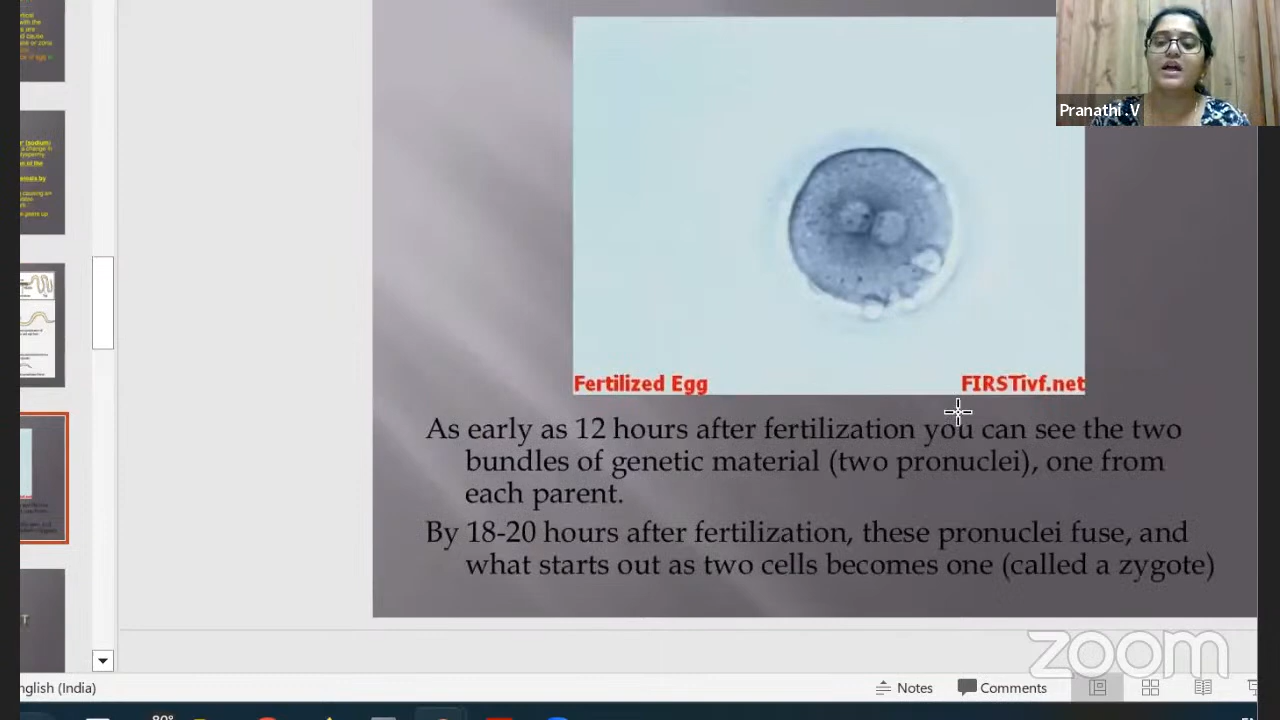 Pranathi .V
Fertilized Egg
FIRSTivf.net
As early as 12 hours after fertilization you can see the two
bundles of genetic material (two pronuclei), one from
each parent.
By 18-20 hours after fertilization, these pronuclei fuse, and
what starts out as two cells becomes one (called a zygote)
zoom
nglish (India)
Notes
Comments